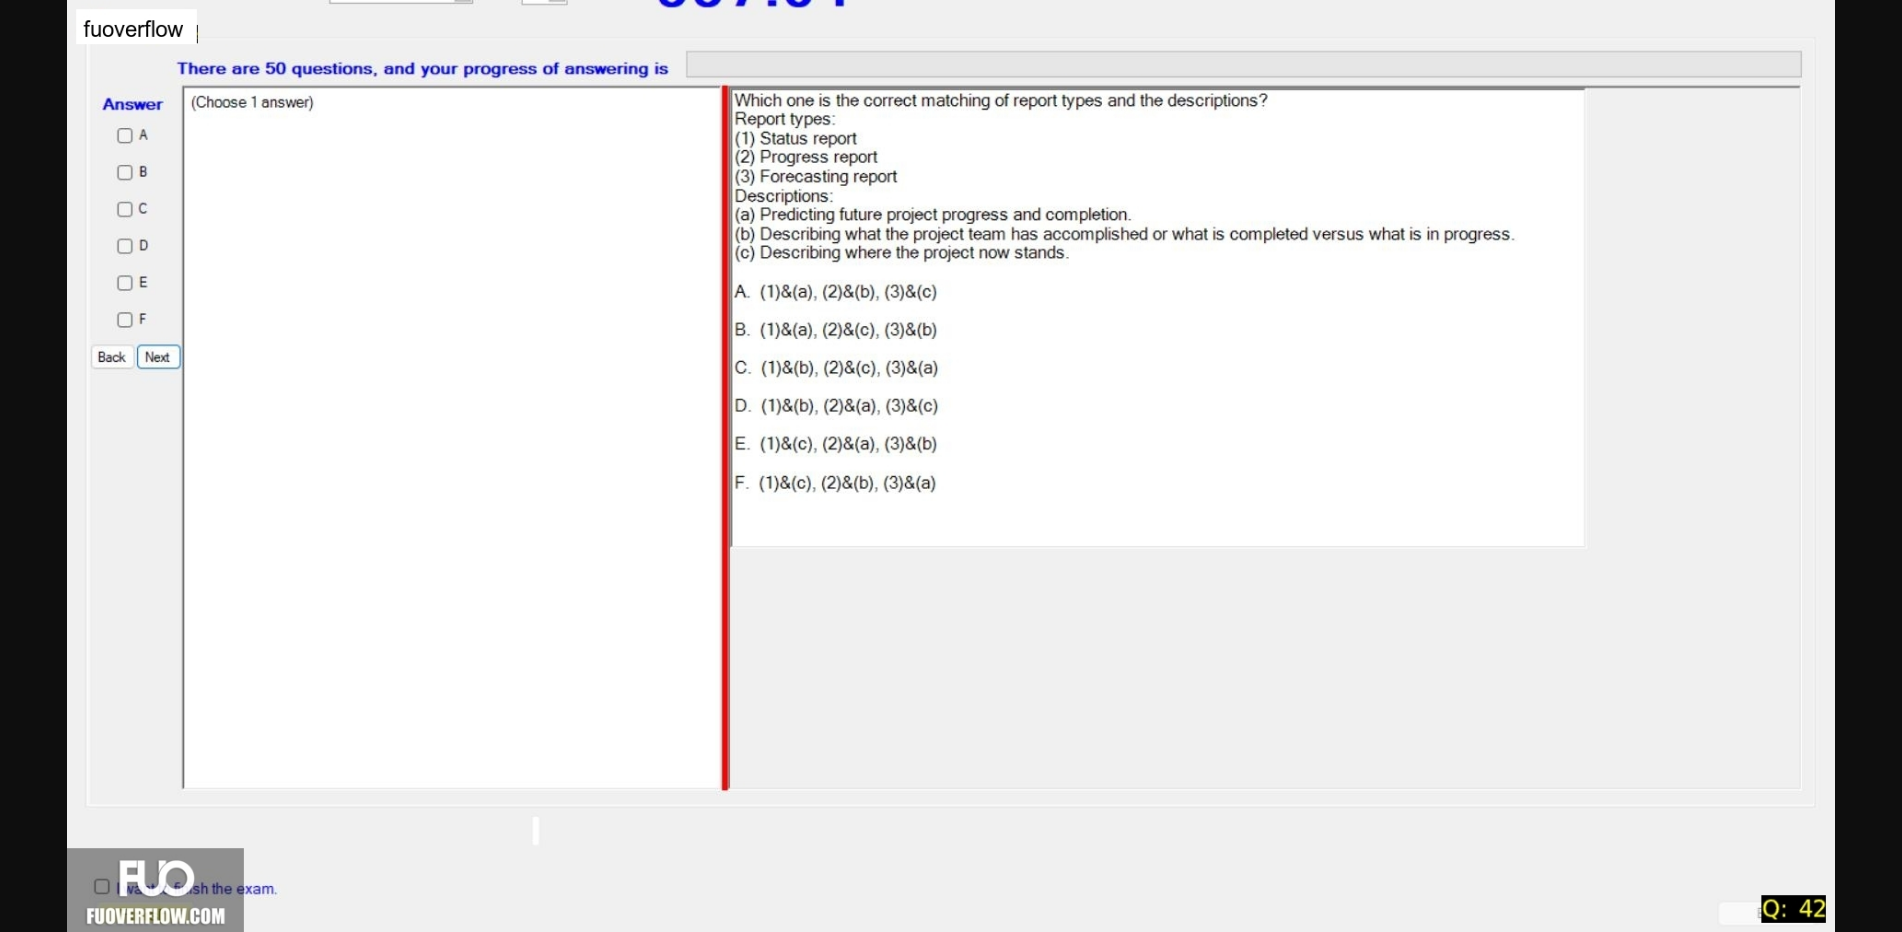 fuoverflow
There are 50 questions, and your progress of answering is
Answer
A
B
C
D
E
F
Back Next
(Choose 1 answer)
Which one is the correct matching of report types and the descriptions?
Report types:
(1) Status report
(2) Progress report
(3) Forecasting report
Descriptions:
(a) Predicting future project progress and completion.
(b) Describing what the project team has accomplished or what is completed versus what is in progress.
(c) Describing where the project now stands.
A. (1)&(a), (2)&(b), (3)&(c)
B. (1)&(a), (2)&(c), (3)&(b)
C. (1)&(b), (2)&(c), (3)&(a)
D. (1)&(b), (2)&(a), (3)&(c)
E. (1)&(c), (2)&(a), (3)&(b)
F. (1)&(c), (2)&(b), (3)&(a)
FUO
the exam.
FUOVERFLOW.COM
Q: 42